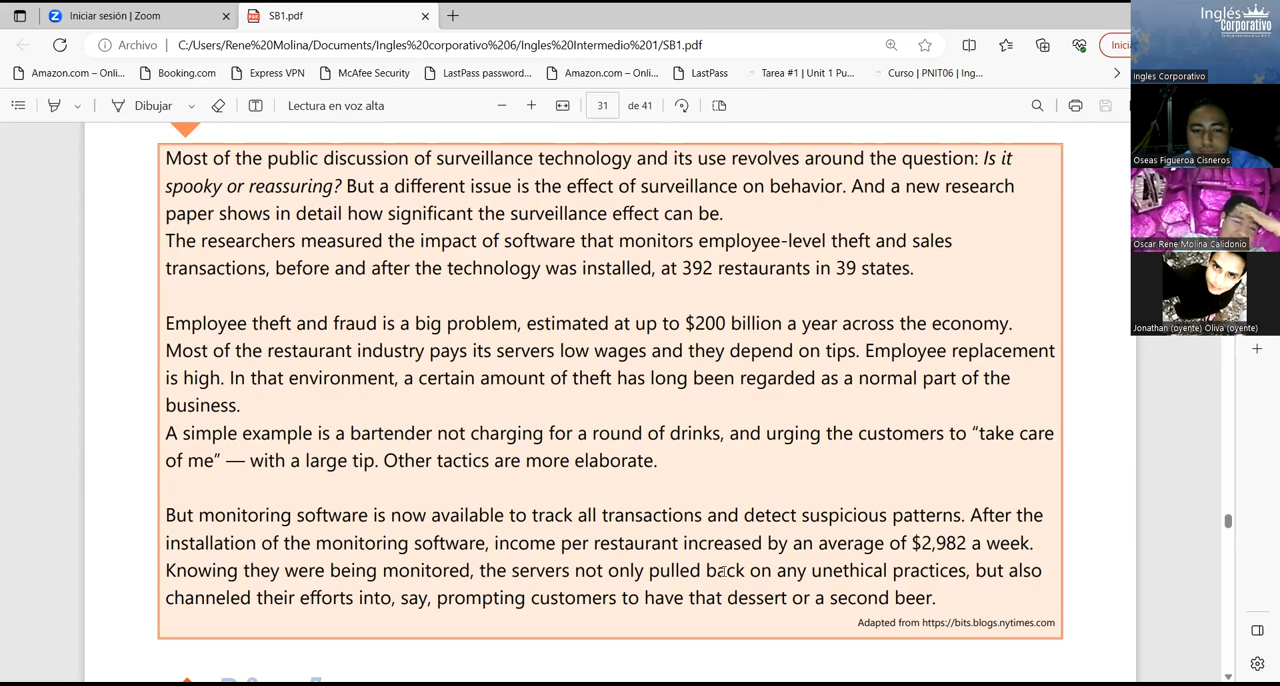 Iniciar sesión | Zoom
SB1.pdf
Archivo
C:/Users/Rene%20Molina/Documents/Ingles%20corporativo%206/Ingles%20Intermedio%201/SB1.pdf
Inicia
Amazon.com – Onli...
Booking.com
Express VPN
McAfee Security
LastPass password...
Amazon.com – Onli...
LastPass
Tarea #1 | Unit 1 Pu...
Curso | PNIT06 | Ing...
Dibujar
Lectura en voz alta
31
de 41
Most of the public discussion of surveillance technology and its use revolves around the question: Is it
spooky or reassuring? But a different issue is the effect of surveillance on behavior. And a new research
paper shows in detail how significant the surveillance effect can be.
The researchers measured the impact of software that monitors employee-level theft and sales
transactions, before and after the technology was installed, at 392 restaurants in 39 states.
Employee theft and fraud is a big problem, estimated at up to $200 billion a year across the economy.
Most of the restaurant industry pays its servers low wages and they depend on tips. Employee replacement
is high. In that environment, a certain amount of theft has long been regarded as a normal part of the
business.
A simple example is a bartender not charging for a round of drinks, and urging the customers to “take care
of me” — with a large tip. Other tactics are more elaborate.
But monitoring software is now available to track all transactions and detect suspicious patterns. After the
installation of the monitoring software, income per restaurant increased by an average of $2,982 a week.
Knowing they were being monitored, the servers not only pulled back on any unethical practices, but also
channeled their efforts into, say, prompting customers to have that dessert or a second beer.
Adapted from https://bits.blogs.nytimes.com
Inglés
Corporativo
Ingles Corporativo
Oseas Figueroa Cisneros
Oscar Rene Molina Calidonio
Jonathan (oyente) Oliva (oyente)